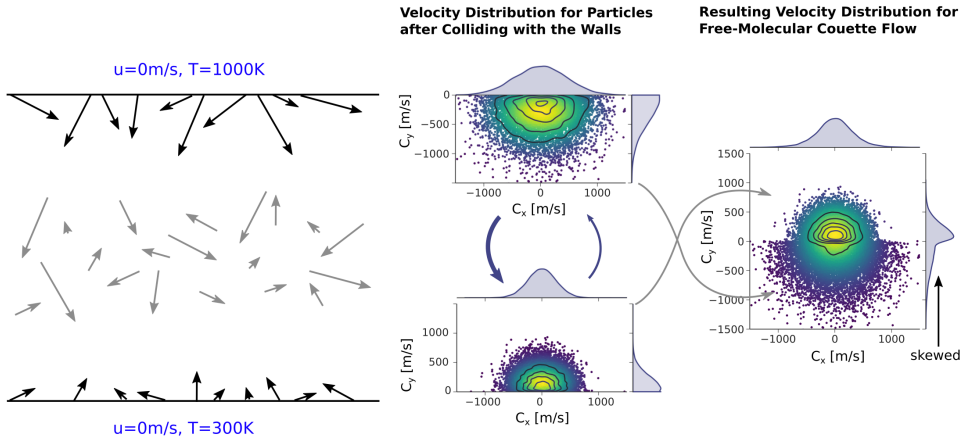 Velocity Distribution for Particles
after Colliding with the Walls
Resulting Velocity Distribution for
Free-Molecular Couette Flow
u=0m/s, T=1000K
0
−500
−1000
C_y [m/s]
−1000 0 1000
C_x [m/s]
1000
500
0
C_y [m/s]
−1000 0 1000
C_x [m/s]
1500
1000
500
0
−500
−1000
−1500
C_y [m/s]
−1000 0 1000
C_x [m/s]
skewed
u=0m/s, T=300K